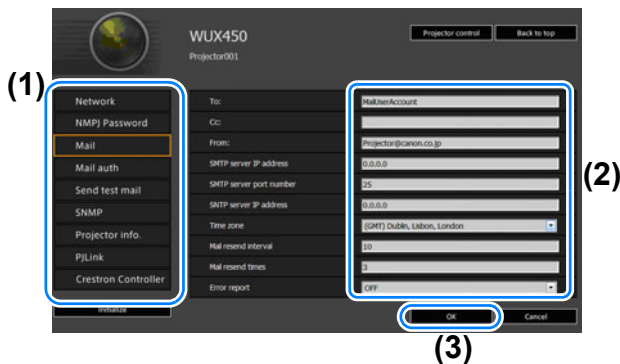 WUX450
Projector control
Back to top
Projector001
(1)
Network
NMPJ Password
Mail
Mail auth
Send test mail
SNMP
Projector info.
PJLink
Crestron Controller
Initialize
To: MailUserAccount
Cc:
From: Projector@canon.co.jp
SMTP server IP address 0.0.0.0
SMTP server port number 25
SNTP server IP address 0.0.0.0
Time zone (GMT) Dublin, Lisbon, London
Mail resend interval 10
Mail resend times 3
Error report OFF
(2)
OK
Cancel
(3)